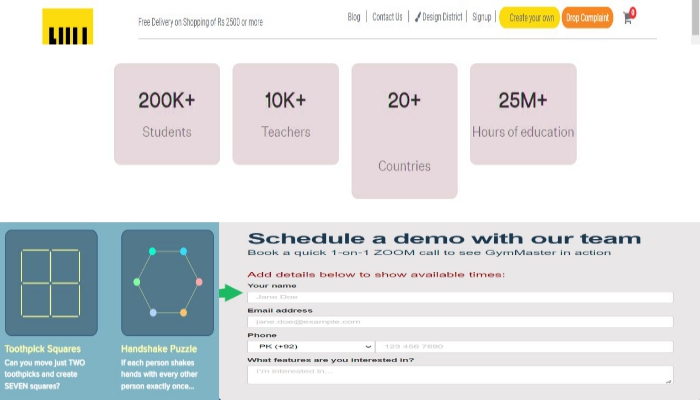 Free Delivery on Shopping of Rs 2500 or more
Blog
Contact Us
Design District
Signup
Create your own
Drop Complaint
0
200K+
Students
10K+
Teachers
20+
Countries
25M+
Hours of education
Toothpick Squares
Can you move just TWO
toothpicks and create
SEVEN squares?
Handshake Puzzle
If each person shakes
hands with every other
person exactly once...
Schedule a demo with our team
Book a quick 1-on-1 ZOOM call to see GymMaster in action
Add details below to show available times:
Your name
Jane Doe
Email address
jane.doe@example.com
Phone
PK (+92)
123 456 7890
What features are you interested in?
I'm interested in...